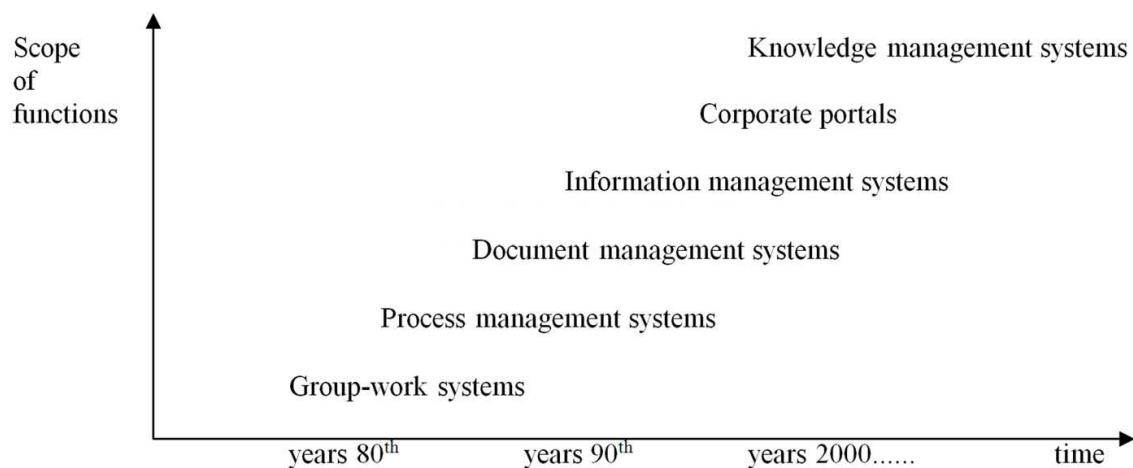 Scope
of
functions
Knowledge management systems
Corporate portals
Information management systems
Document management systems
Process management systems
Group-work systems
years 80th
years 90th
years 2000......
time